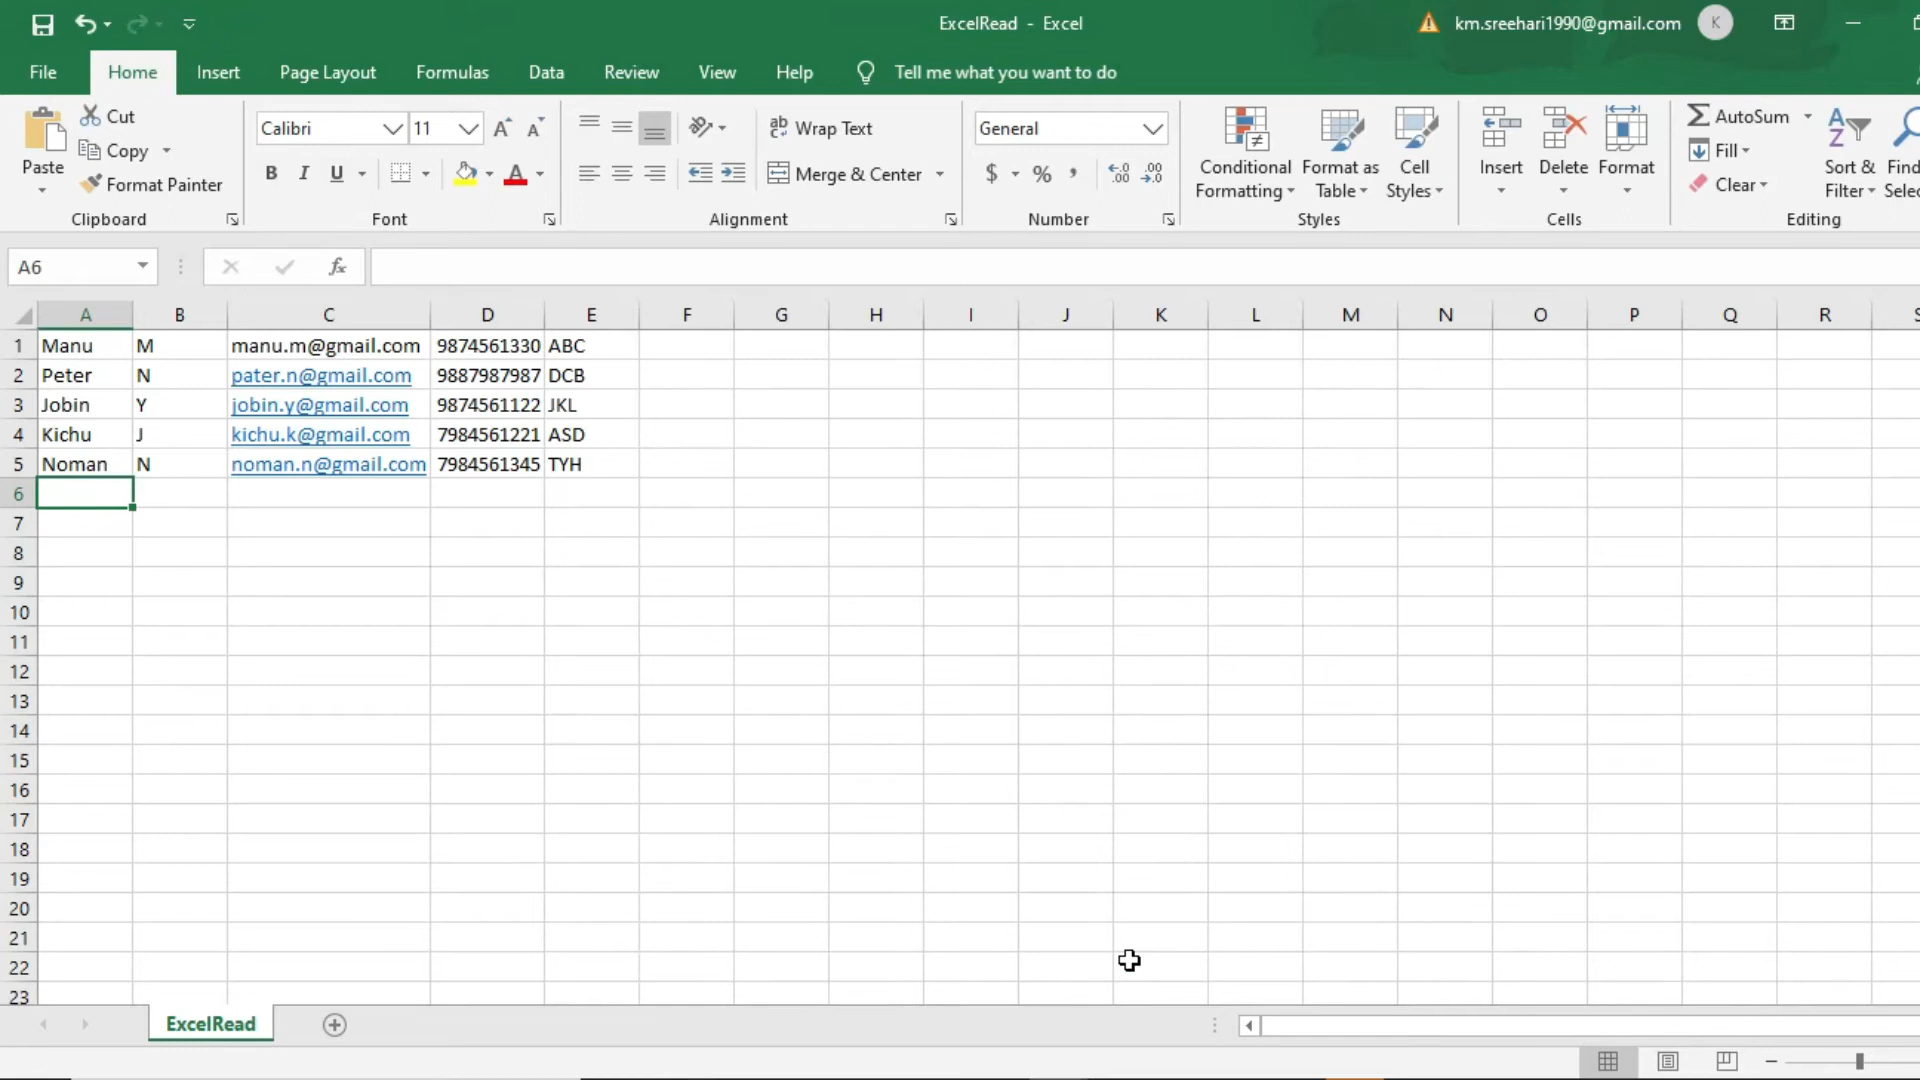 ExcelRead - Excel
km.sreehari1990@gmail.com
K
File Home Insert Page Layout Formulas Data Review View Help Tell me what you want to do
Paste
Cut
Copy
Format Painter
Clipboard
Calibri 11
B I U
Font
Wrap Text
Merge & Center
Alignment
General
$ % ,
Number
Conditional Formatting
Format as Table
Cell Styles
Styles
Insert Delete Format
Cells
AutoSum
Fill
Clear
Sort & Filter
Find
Selec
Editing
A6 fx
A B C D E F G H I J K L M N O P Q R S
1 Manu M manu.m@gmail.com 9874561330 ABC
2 Peter N pater.n@gmail.com 9887987987 DCB
3 Jobin Y jobin.y@gmail.com 9874561122 JKL
4 Kichu J kichu.k@gmail.com 7984561221 ASD
5 Noman N noman.n@gmail.com 7984561345 TYH
6
7
8
9
10
11
12
13
14
15
16
17
18
19
20
21
22
23
ExcelRead